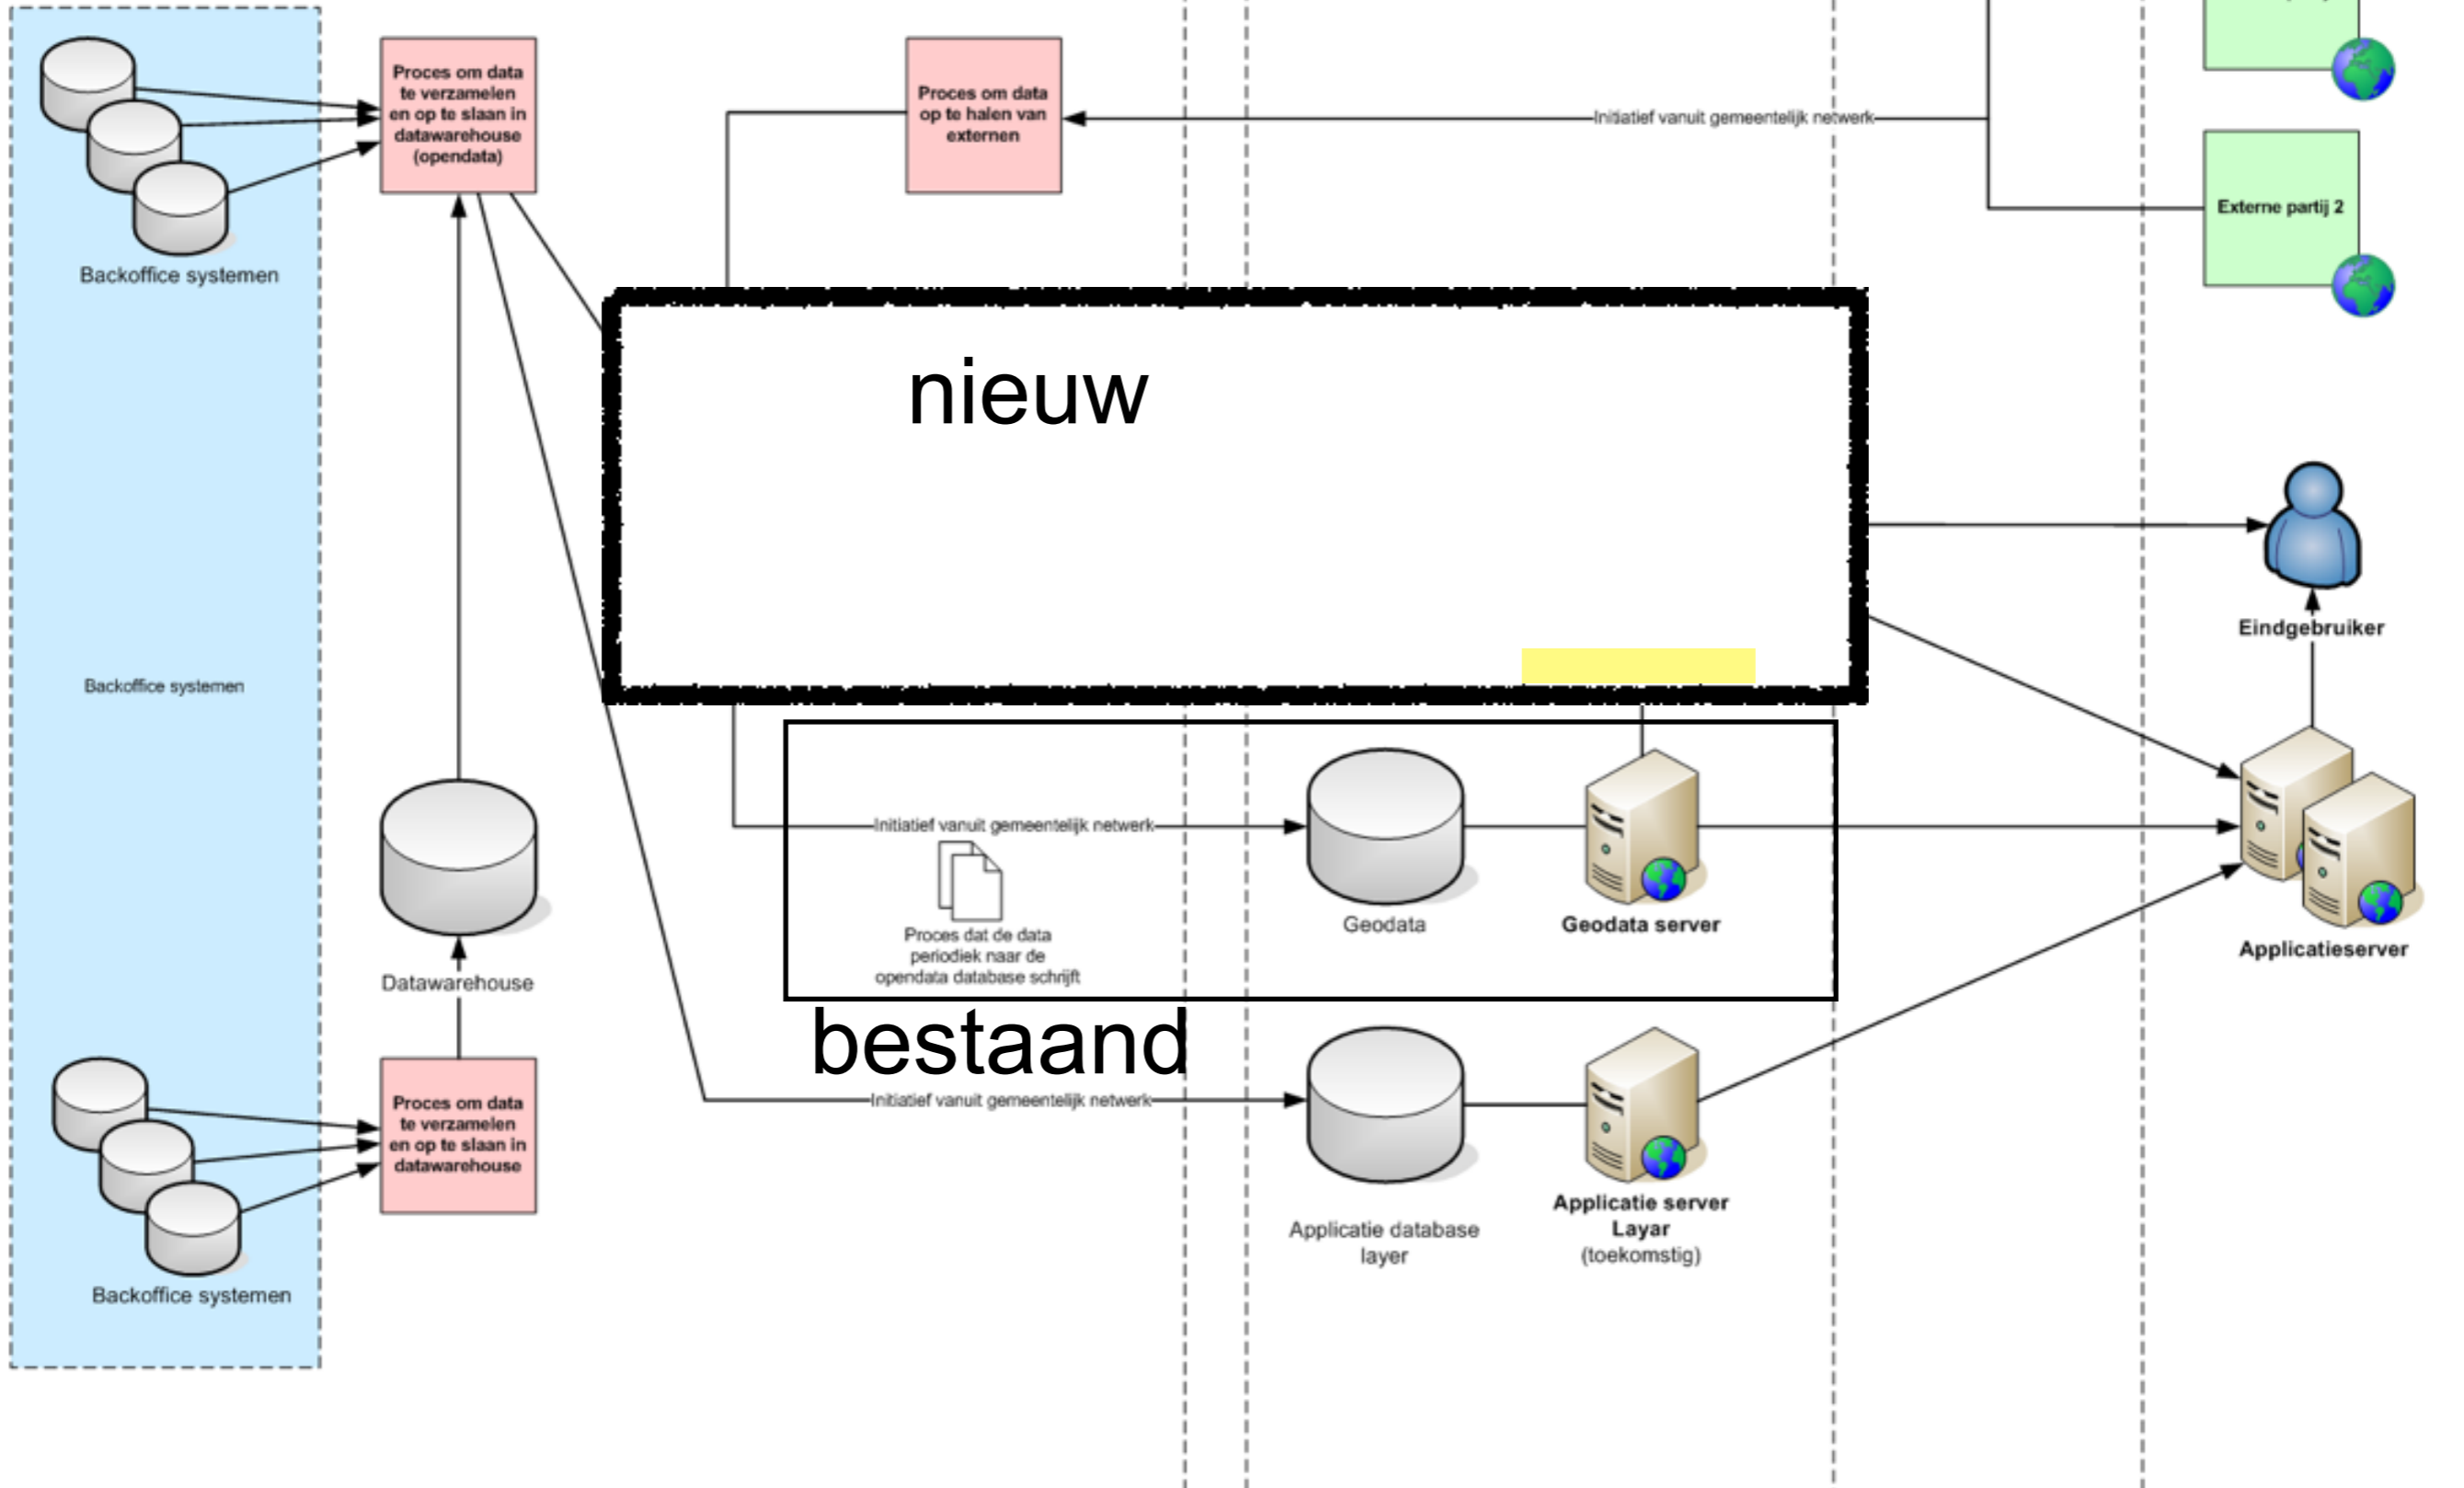 Proces om data
te verzamelen
en op te slaan in
datawarehouse
(opendata)
Proces om data
op te halen van
externen
Initiatief vanuit gemeentelijk netwerk
Externe partij 2
Backoffice systemen
nieuw
Eindgebruiker
Backoffice systemen
Initiatief vanuit gemeentelijk netwerk
Proces dat de data
periodiek naar de
opendata database schrijft
Geodata
Geodata server
Applicatieserver
Datawarehouse
bestaand
Initiatief vanuit gemeentelijk netwerk
Proces om data
te verzamelen
en op te slaan in
datawarehouse
Applicatie database
layer
Applicatie server
Layar
(toekomstig)
Backoffice systemen